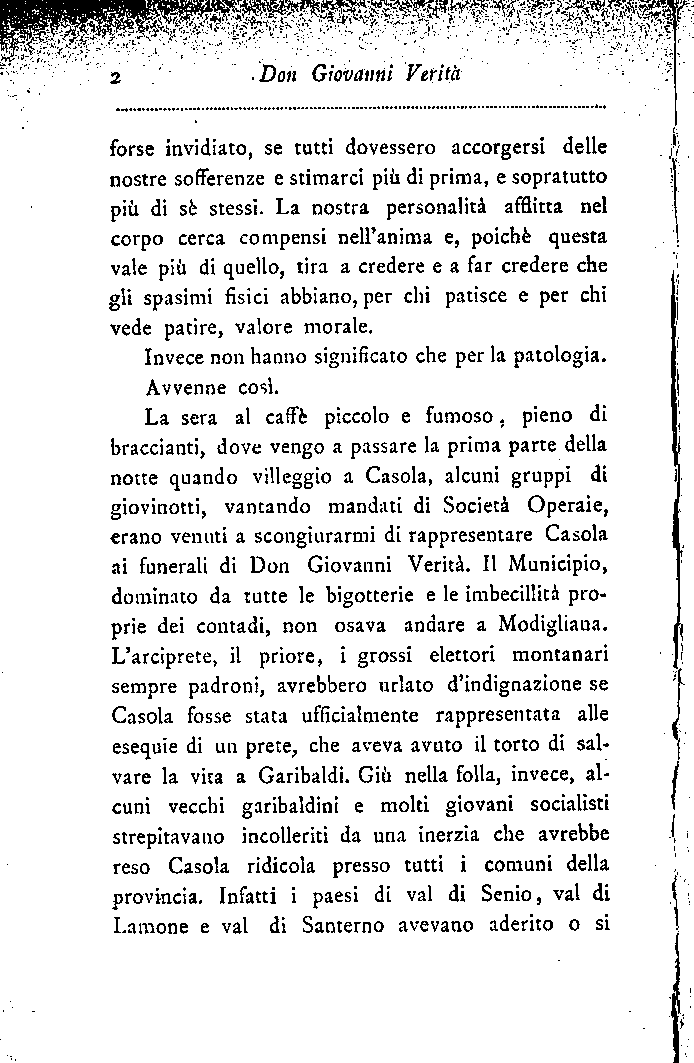 2 Don Giovanni Verità
forse invidiato, se tutti dovessero accorgersi delle
nostre sofferenze e stimarci più di prima, e sopratutto
più di sè stessi. La nostra personalità afflitta nel
corpo cerca compensi nell'anima e, poichè questa
vale più di quello, tira a credere e a far credere che
gli spasimi fisici abbiano, per chi patisce e per chi
vede patire, valore morale.
Invece non hanno significato che per la patologia.
Avvenne così.
La sera al caffè piccolo e fumoso, pieno di
braccianti, dove vengo a passare la prima parte della
notte quando villeggio a Casola, alcuni gruppi di
giovinotti, vantando mandati di Società Operaie,
erano venuti a scongiurarmi di rappresentare Casola
ai funerali di Don Giovanni Verità. Il Municipio,
dominato da tutte le bigotterie e le imbecillità pro-
prie dei contadi, non osava andare a Modigliana.
L'arciprete, il priore, i grossi elettori montanari
sempre padroni, avrebbero urlato d'indignazione se
Casola fosse stata ufficialmente rappresentata alle
esequie di un prete, che aveva avuto il torto di sal-
vare la vita a Garibaldi. Giù nella folla, invece, al-
cuni vecchi garibaldini e molti giovani socialisti
strepitavano incolleriti da una inerzia che avrebbe
reso Casola ridicola presso tutti i comuni della
provincia. Infatti i paesi di val di Senio, val di
Lamone e val di Santerno avevano aderito o si